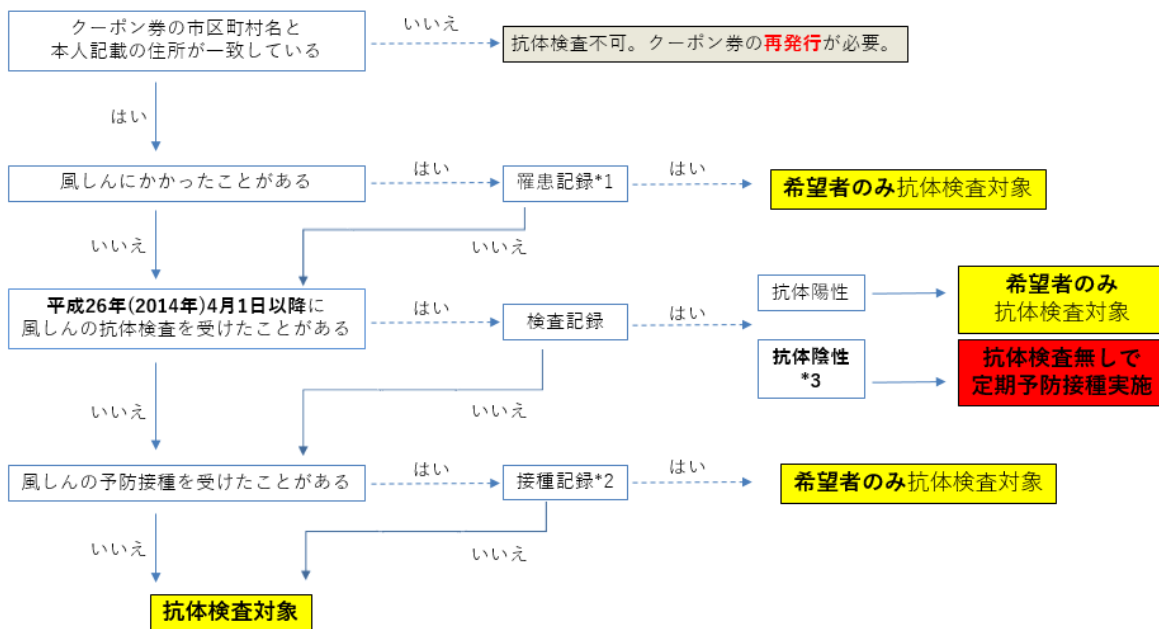 クーポン券の市区町村名と
本人記載の住所が一致している
いいえ
抗体検査不可。クーポン券の再発行が必要。
はい
風しんにかかったことがある
はい
罹患記録*1
はい
希望者のみ抗体検査対象
いいえ
いいえ
平成26年(2014年)4月1日以降に
風しんの抗体検査を受けたことがある
はい
検査記録
はい
抗体陽性
希望者のみ
抗体検査対象
抗体陰性
*3
抗体検査無しで
定期予防接種実施
いいえ
いいえ
風しんの予防接種を受けたことがある
はい
接種記録*2
はい
希望者のみ抗体検査対象
いいえ
いいえ
抗体検査対象